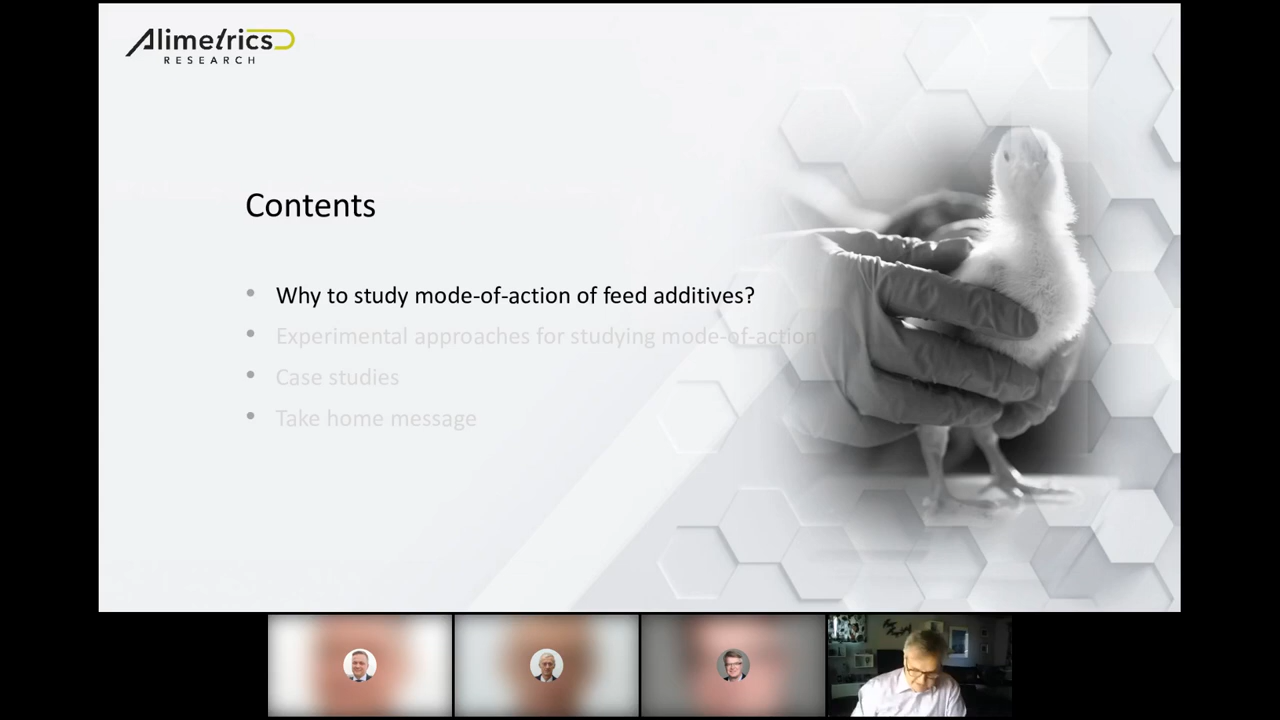 Alimetrics
RESEARCH
Contents
• Why to study mode-of-action of feed additives?
• Experimental approaches for studying mode-of-action
• Case studies
• Take home message